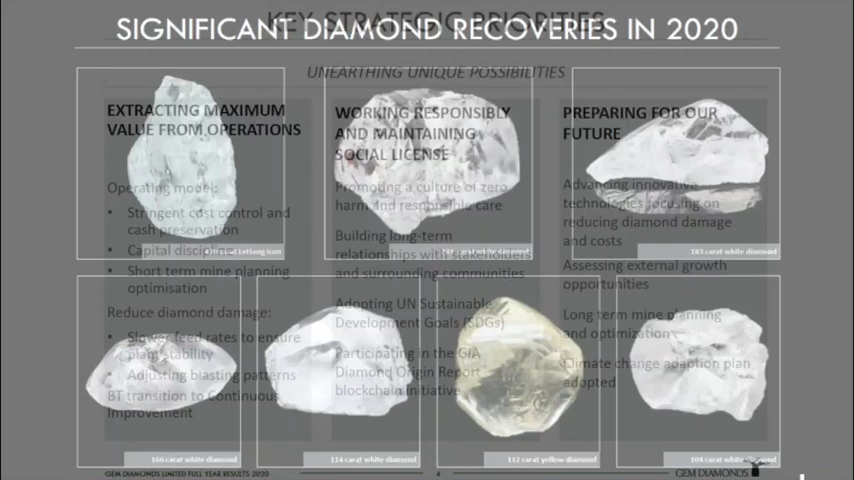 KEY STRATEGIC PRIORITIES
SIGNIFICANT DIAMOND RECOVERIES IN 2020
UNEARTHING UNIQUE POSSIBILITIES
EXTRACTING MAXIMUM
VALUE FROM OPERATIONS
Operating model:
• Stringent cost control and
cash preservation
• Capital discipline
• Short term mine planning
optimisation
Reduce diamond damage:
• Slower feed rates to ensure
plant stability
• Adjusting blasting patterns
BT transition to Continuous
Improvement
WORKING RESPONSIBLY
AND MAINTAINING
SOCIAL LICENSE
Promoting a culture of zero
harm and responsible care
Building long-term
relationships with stakeholders
and surrounding communities
Adopting UN Sustainable
Development Goals (SDGs)
Participating in the GIA
Diamond Origin Report
blockchain initiative
PREPARING FOR OUR
FUTURE
Advancing innovative
technologies focusing on
reducing diamond damage
and costs
Assessing external growth
opportunities
Long term mine planning
and optimization
Climate change adaption plan
adopted
Letšeng Icon
carat white diamond
183 carat white diamond
166 carat white diamond
114 carat white diamond
112 carat yellow diamond
104 carat white diamond
GEM DIAMONDS LIMITED FULL YEAR RESULTS 2020
4
GEM DIAMONDS